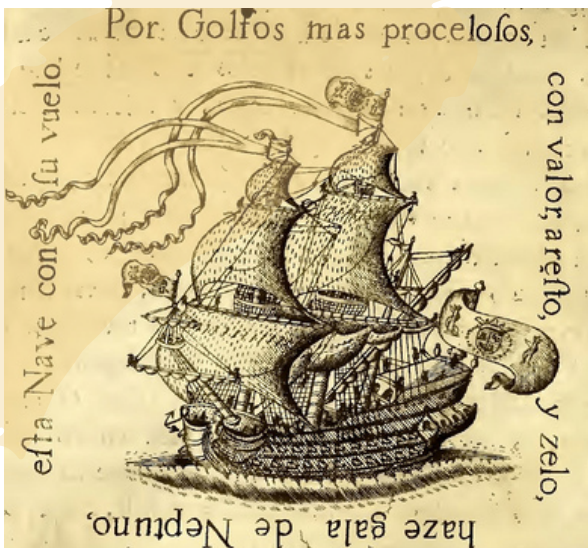 Por Golfos mas proceloſos,
con valor, areſto, y zelo,
haze gala de Neptuno,
eſta Nave con ſu vuelo.